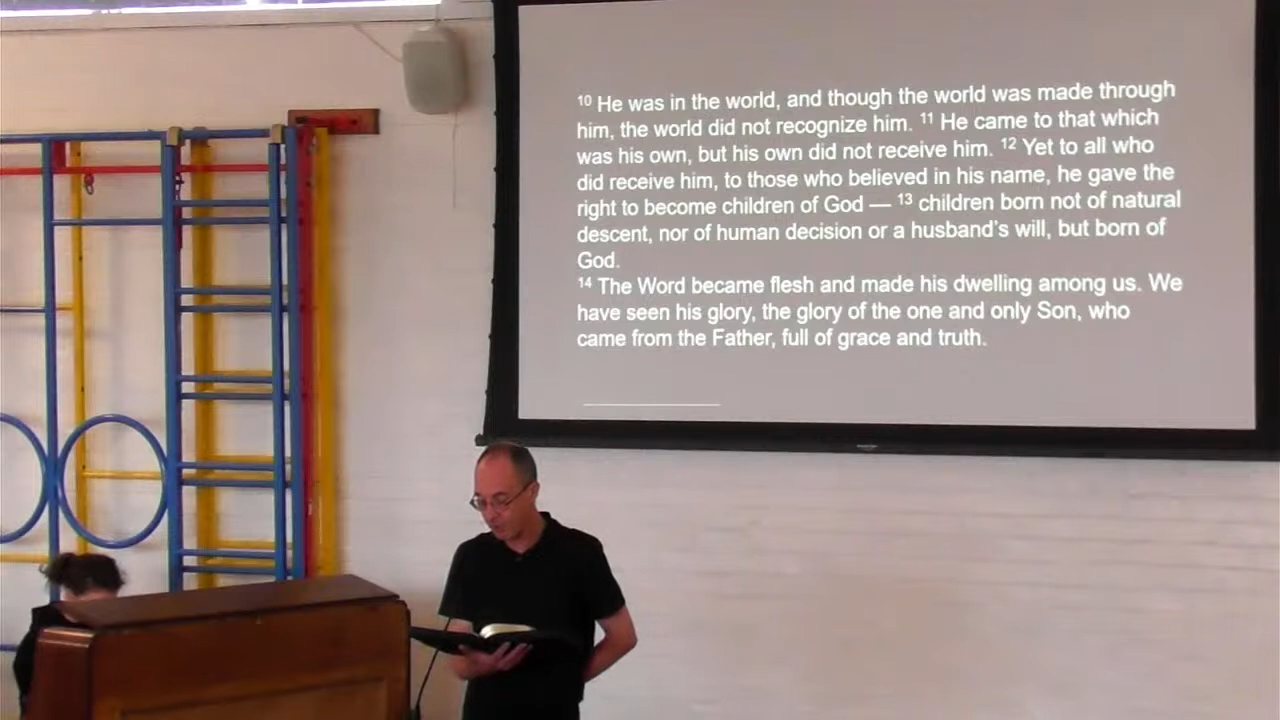 ¹⁰ He was in the world, and though the world was made through
him, the world did not recognize him. ¹¹ He came to that which
was his own, but his own did not receive him. ¹² Yet to all who
did receive him, to those who believed in his name, he gave the
right to become children of God — ¹³ children born not of natural
descent, nor of human decision or a husband’s will, but born of
God.
¹⁴ The Word became flesh and made his dwelling among us. We
have seen his glory, the glory of the one and only Son, who
came from the Father, full of grace and truth.